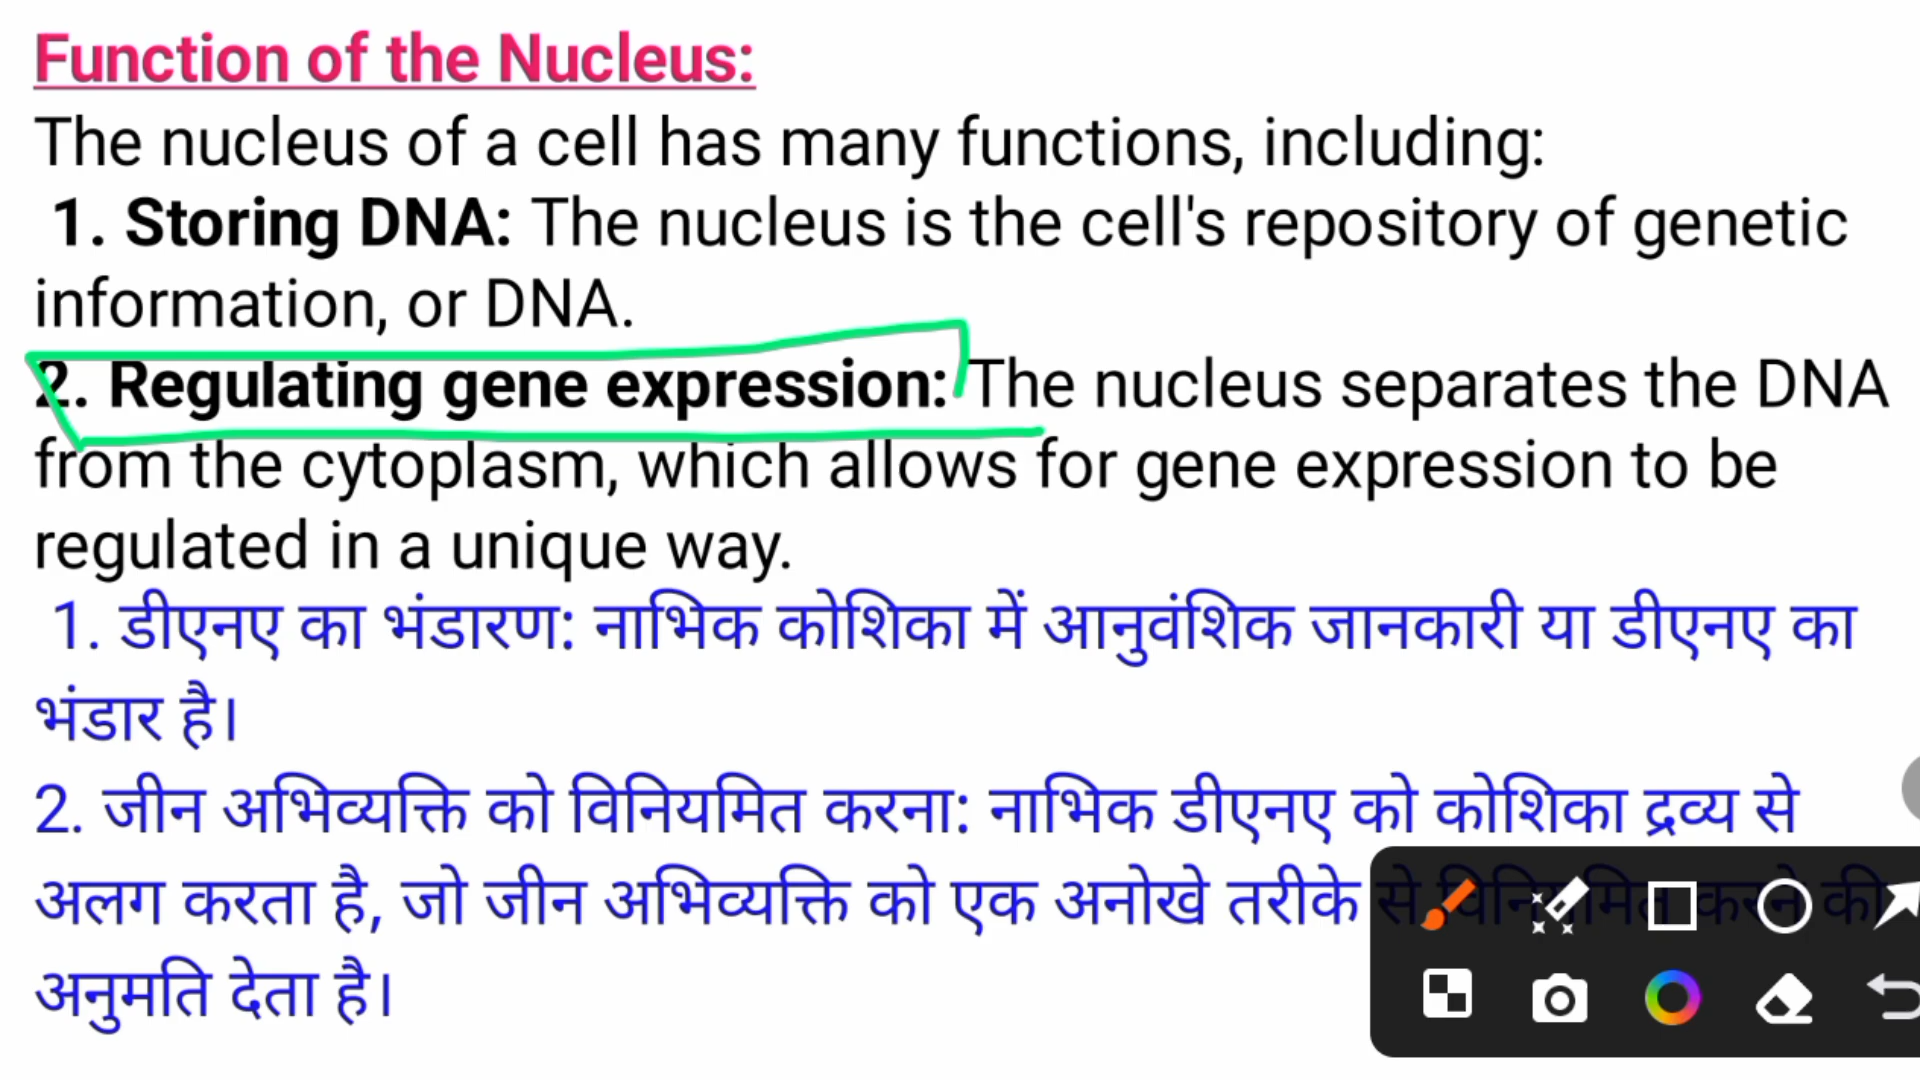 Function of the Nucleus:
The nucleus of a cell has many functions, including:
1. Storing DNA: The nucleus is the cell's repository of genetic
information, or DNA.
2. Regulating gene expression: The nucleus separates the DNA
from the cytoplasm, which allows for gene expression to be
regulated in a unique way.
1. डीएनए का भंडारण: नाभिक कोशिका में आनुवंशिक जानकारी या डीएनए का
भंडार है।
2. जीन अभिव्यक्ति को विनियमित करना: नाभिक डीएनए को कोशिका द्रव्य से
अलग करता है, जो जीन अभिव्यक्ति को एक अनोखे तरीके से विनियमित करने की
अनुमति देता है।